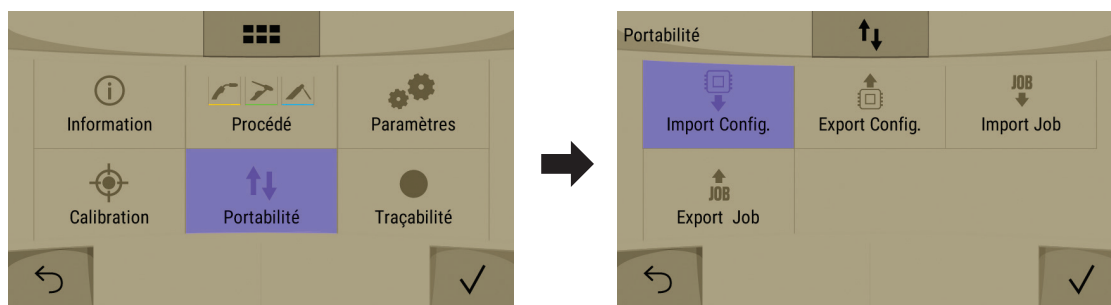 Information
Procédé
Paramètres
Calibration
Portabilité
Traçabilité
Portabilité
Import Config.
Export Config.
JOB
Import Job
JOB
Export Job